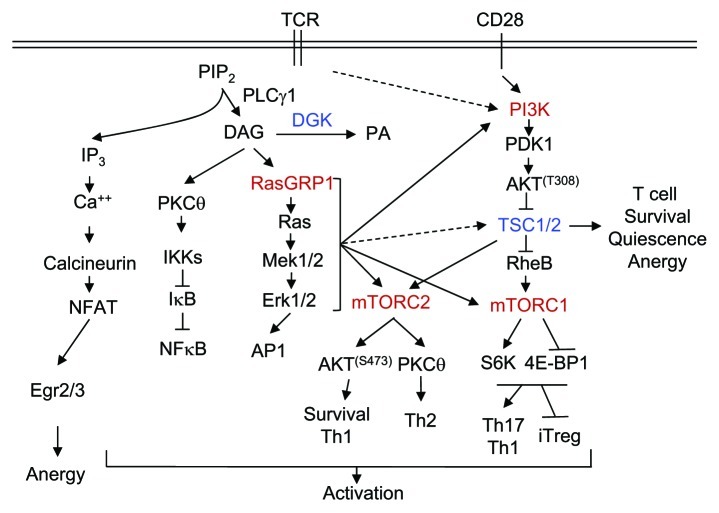 TCR
CD28
PIP2
PLCγ1
PI3K
DAG
DGK
PA
PDK1
IP3
RasGRP1
AKT(T308)
Ca++
PKCθ
Ras
TSC1/2
T cell
Survival
Quiescence
Anergy
Calcineurin
IKKs
Mek1/2
RheB
NFAT
IκB
Erk1/2
mTORC2
mTORC1
NFκB
AP1
AKT(S473)
PKCθ
S6K
4E-BP1
Egr2/3
Survival
Th1
Th2
Th17
Th1
iTreg
Anergy
Activation